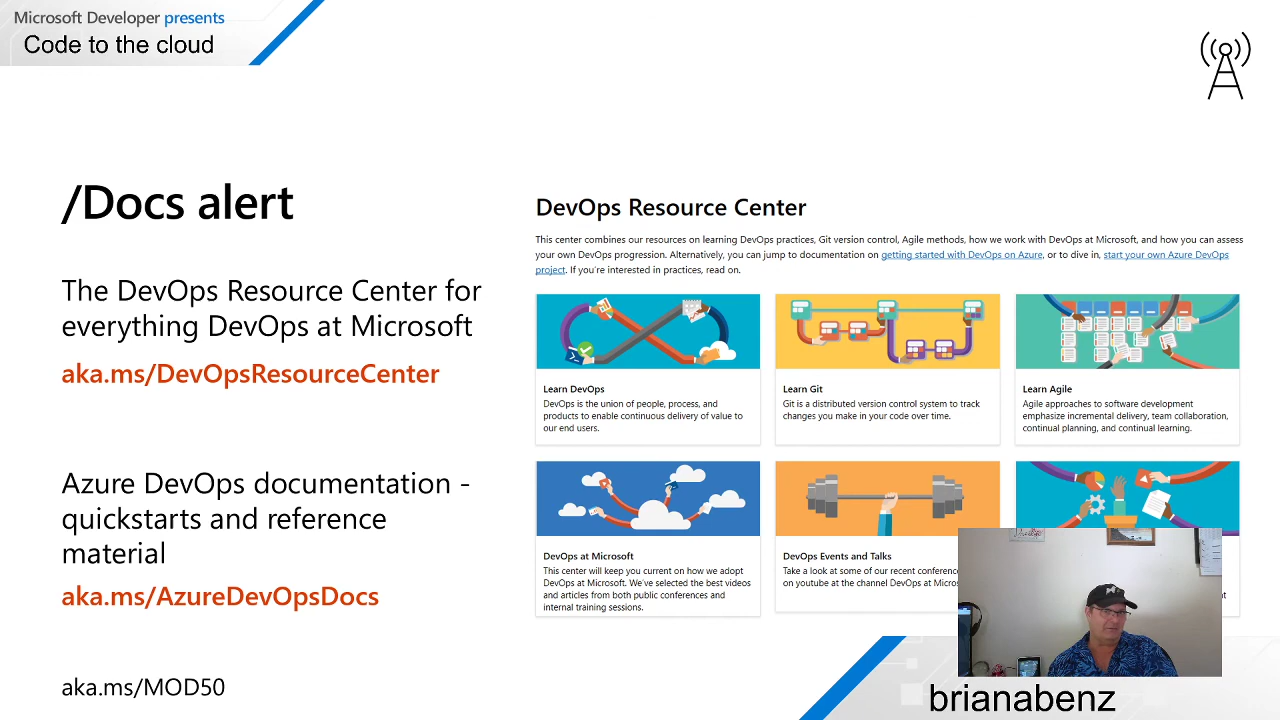 Microsoft Developer presents
Code to the cloud
/Docs alert
The DevOps Resource Center for
everything DevOps at Microsoft
aka.ms/DevOpsResourceCenter
Azure DevOps documentation -
quickstarts and reference
material
aka.ms/AzureDevOpsDocs
aka.ms/MOD50
DevOps Resource Center
This center combines our resources on learning DevOps practices, Git version control, Agile methods, how we work with DevOps at Microsoft, and how you can assess
your own DevOps progression. Alternatively, you can jump to documentation on getting started with DevOps on Azure, or to dive in, start your own Azure DevOps
project. If you're interested in practices, read on.
Learn DevOps
DevOps is the union of people, process, and
products to enable continuous delivery of value to
our end users.
Learn Git
Git is a distributed version control system to track
changes you make in your code over time.
Learn Agile
Agile approaches to software development
emphasize incremental delivery, team collaboration,
continual planning, and continual learning.
DevOps at Microsoft
This center will keep you current on how we adopt
DevOps at Microsoft. We've selected the best videos
and articles from both public conferences and
internal training sessions.
DevOps Events and Talks
Take a look at some of our recent conferenc
on youtube at the channel DevOps at Micros
brianabenz